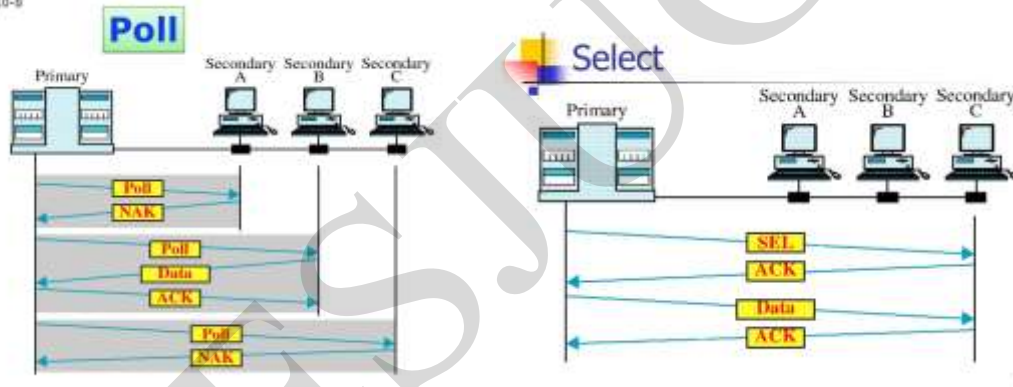 Poll
Secondary Secondary Secondary
Primary A B C
Poll
NAK
Poll
Data
ACK
Poll
NAK
Select
Secondary Secondary Secondary
Primary A B C
SEL
ACK
Data
ACK